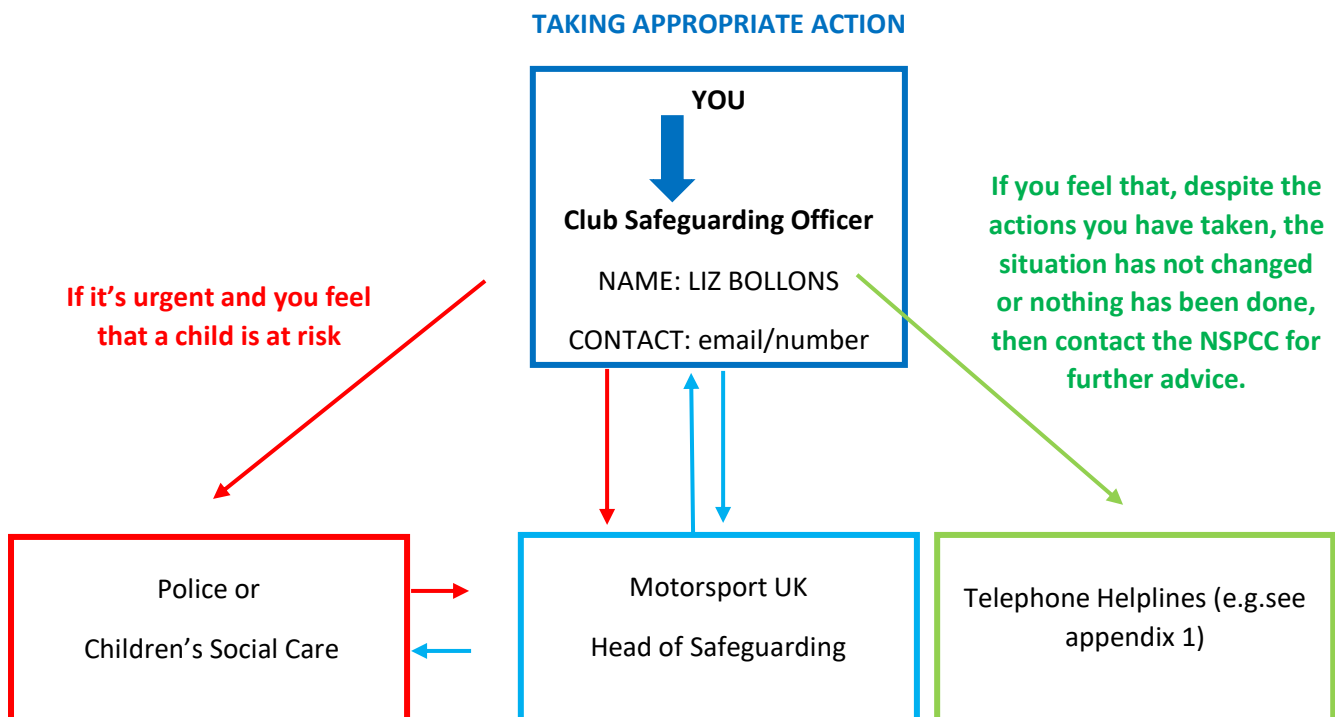 TAKING APPROPRIATE ACTION
YOU
Club Safeguarding Officer
NAME: LIZ BOLLONS
CONTACT: email/number
If it's urgent and you feel
that a child is at risk
If you feel that, despite the
actions you have taken, the
situation has not changed
or nothing has been done,
then contact the NSPCC for
further advice.
Police or
Children's Social Care
Motorsport UK
Head of Safeguarding
Telephone Helplines (e.g.see
appendix 1)